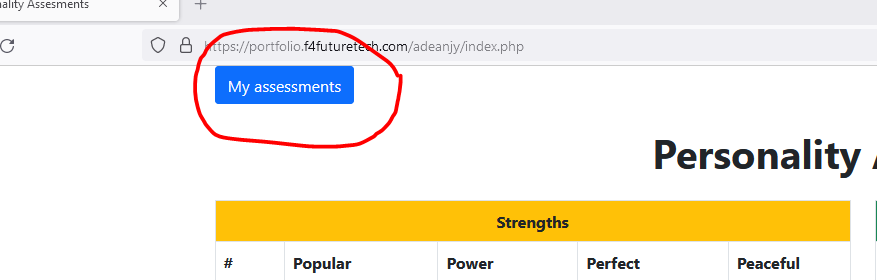 nality Assesments
https://portfolio.f4futuretech.com/adeanjy/index.php
My assessments
Personality
Strengths
# Popular Power Perfect Peaceful